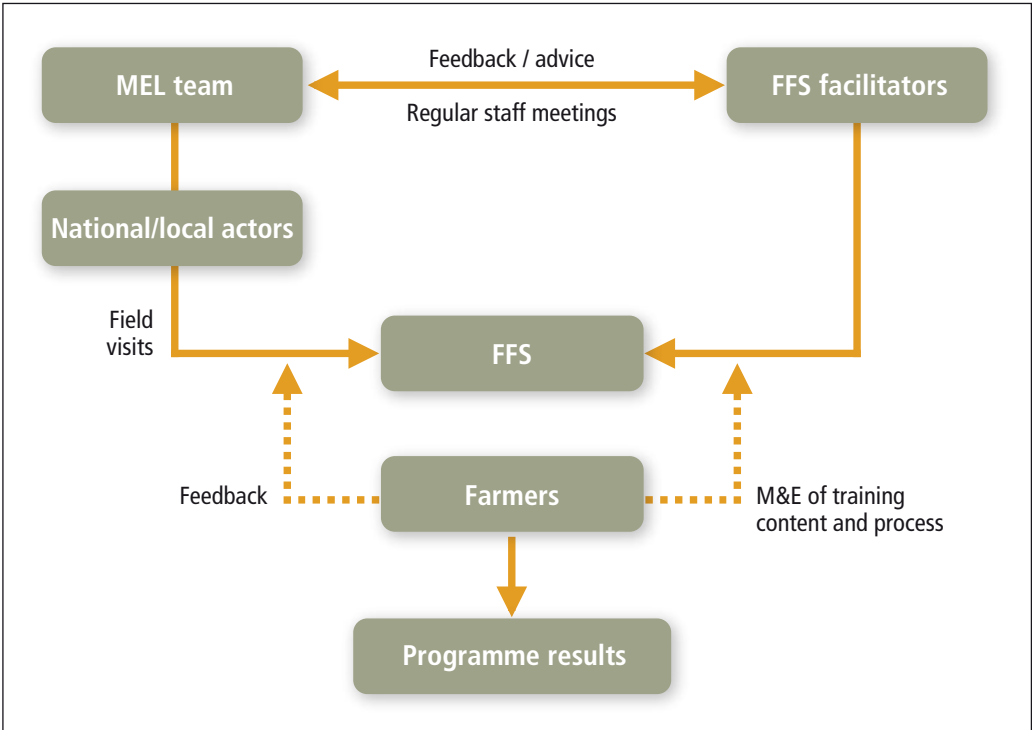 MEL team
Feedback / advice
Regular staff meetings
FFS facilitators
National/local actors
Field
visits
FFS
Feedback
Farmers
M&E of training
content and process
Programme results